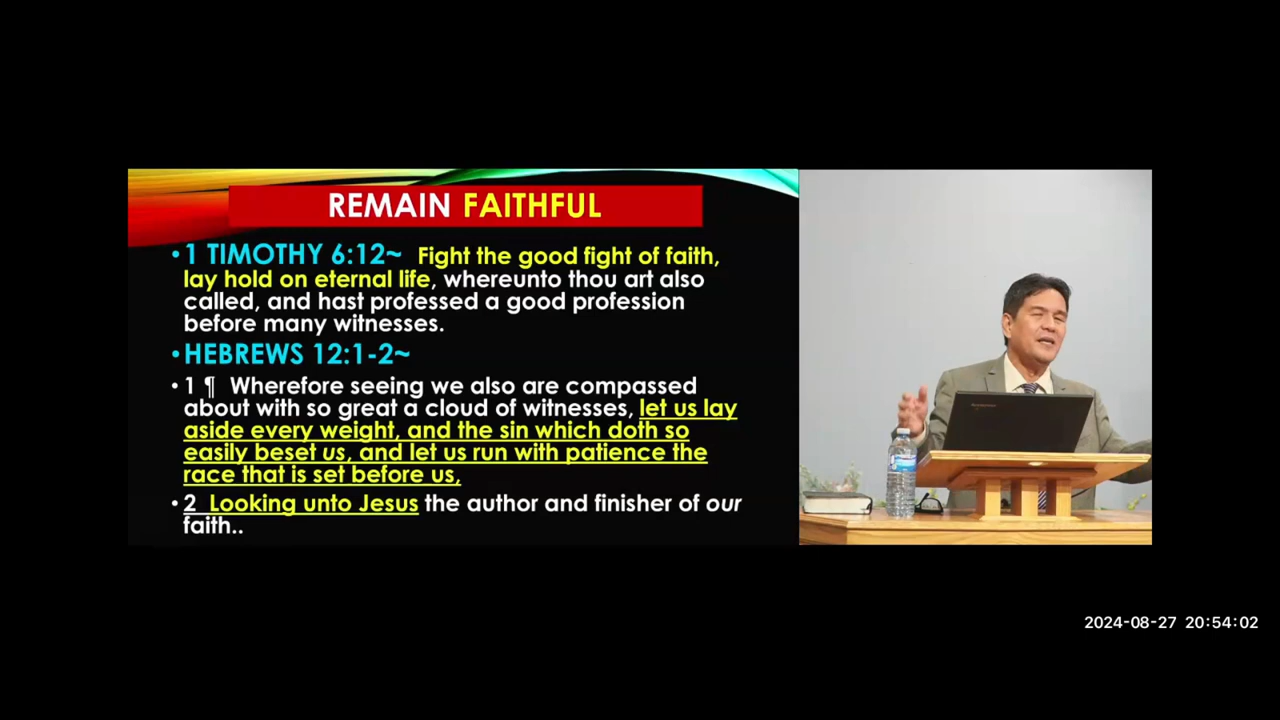 REMAIN FAITHFUL
•1 TIMOTHY 6:12~ Fight the good fight of faith,
lay hold on eternal life, whereunto thou art also
called, and hast professed a good profession
before many witnesses.
•HEBREWS 12:1-2~
•1 ¶ Wherefore seeing we also are compassed
about with so great a cloud of witnesses, let us lay
aside every weight, and the sin which doth so
easily beset us, and let us run with patience the
race that is set before us,
•2 Looking unto Jesus the author and finisher of our
faith..
2024-08-27 20:54:02